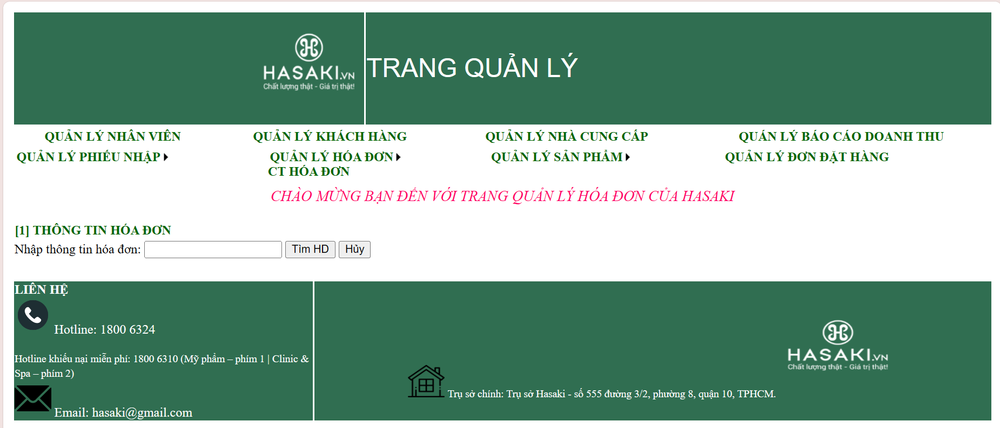 HASAKI.VN
Chất lượng thật - Giá trị thật!
TRANG QUẢN LÝ
QUẢN LÝ NHÂN VIÊN QUẢN LÝ KHÁCH HÀNG QUẢN LÝ NHÀ CUNG CẤP QUÁN LÝ BÁO CÁO DOANH THU
QUẢN LÝ PHIẾU NHẬP QUẢN LÝ HÓA ĐƠN QUẢN LÝ SẢN PHẨM QUẢN LÝ ĐƠN ĐẶT HÀNG
CT HÓA ĐƠN
CHÀO MỪNG BẠN ĐẾN VỚI TRANG QUẢN LÝ HÓA ĐƠN CỦA HASAKI
[1] THÔNG TIN HÓA ĐƠN
Nhập thông tin hóa đơn: Tìm HD Hủy
LIÊN HỆ
Hotline: 1800 6324
Hotline khiếu nại miễn phí: 1800 6310 (Mỹ phẩm – phím 1 | Clinic &
Spa – phím 2)
Email: hasaki@gmail.com
Trụ sở chính: Trụ sở Hasaki - số 555 đường 3/2, phường 8, quận 10, TPHCM.
HASAKI.VN
Chất lượng thật - Giá trị thật!